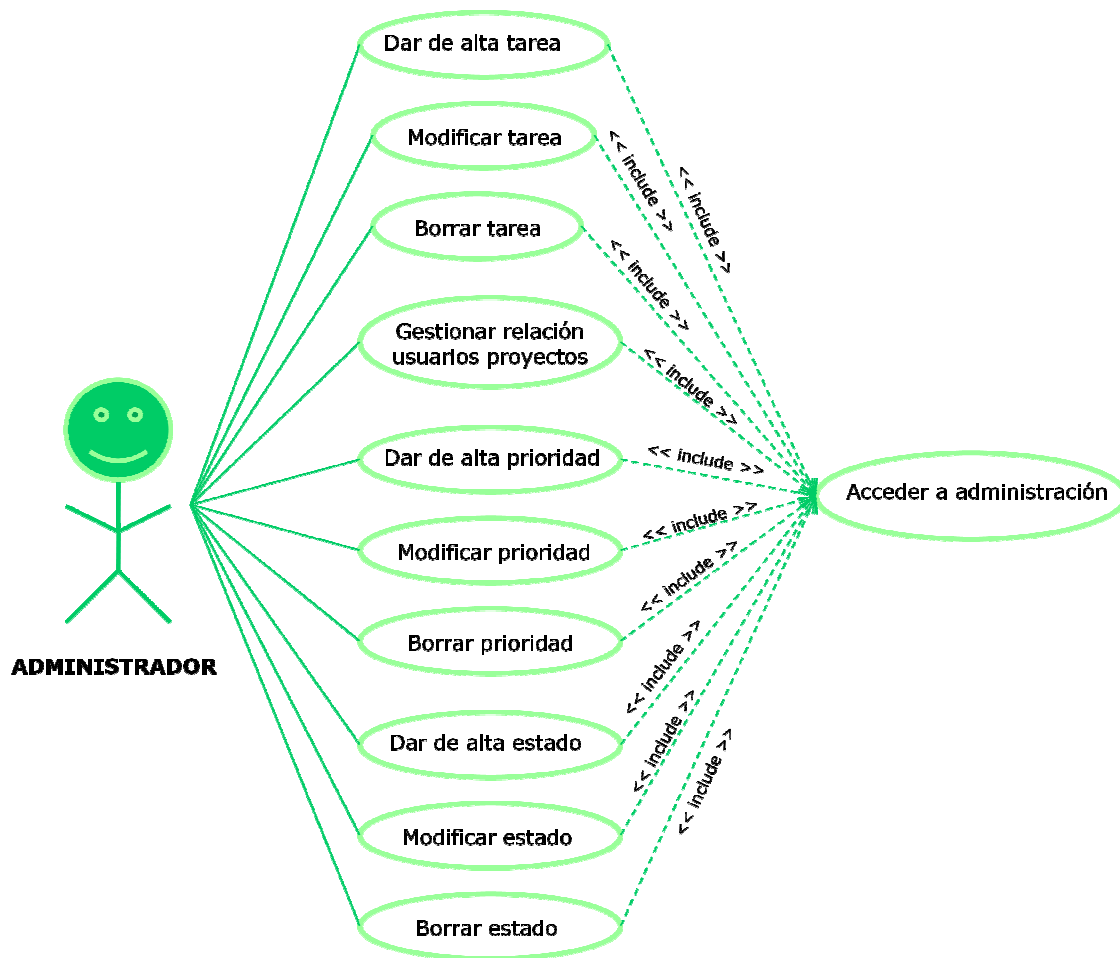 Dar de alta tarea
Modificar tarea
Borrar tarea
Gestionar relación
usuarios proyectos
Dar de alta prioridad
Modificar prioridad
Borrar prioridad
Dar de alta estado
Modificar estado
Borrar estado
<< include >>
<< include >>
<< include >>
<< include >>
<< include >>
<< include >>
<< include >>
<< include >>
<< include >>
<< include >>
Acceder a administración
ADMINISTRADOR